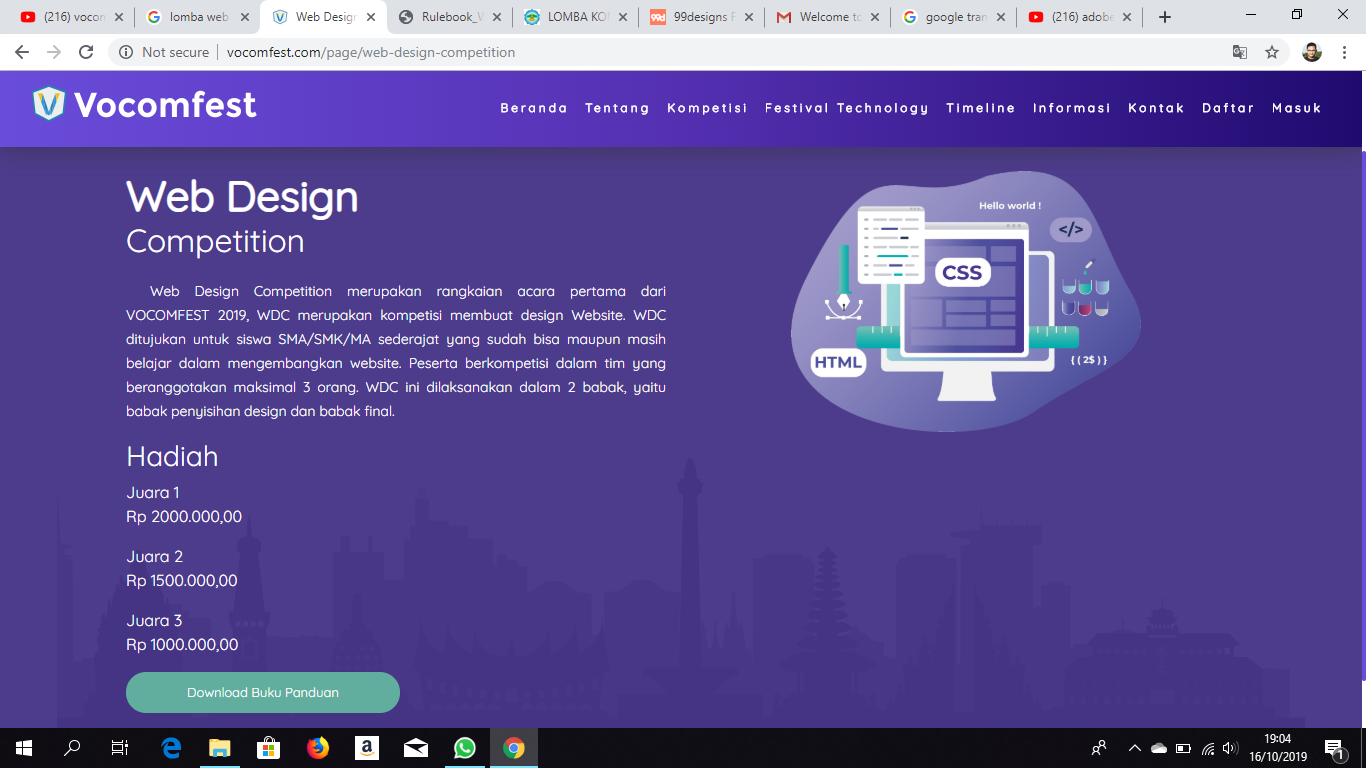 (216) vocon
lomba web
Web Design
Rulebook_W
LOMBA KO
99designs F
Welcome to
google tran
(216) adobe
Not secure | vocomfest.com/page/web-design-competition
Vocomfest
Beranda Tentang Kompetisi Festival Technology Timeline Informasi Kontak Daftar Masuk
Web Design
Competition
Web Design Competition merupakan rangkaian acara pertama dari
VOCOMFEST 2019, WDC merupakan kompetisi membuat design Website. WDC
ditujukan untuk siswa SMA/SMK/MA sederajat yang sudah bisa maupun masih
belajar dalam mengembangkan website. Peserta berkompetisi dalam tim yang
beranggotakan maksimal 3 orang. WDC ini dilaksanakan dalam 2 babak, yaitu
babak penyisihan design dan babak final.
Hello world !
</>
CSS
HTML
{ ( 2$ ) }
Hadiah
Juara 1
Rp 2000.000,00
Juara 2
Rp 1500.000,00
Juara 3
Rp 1000.000,00
Download Buku Panduan
19:04
16/10/2019
1